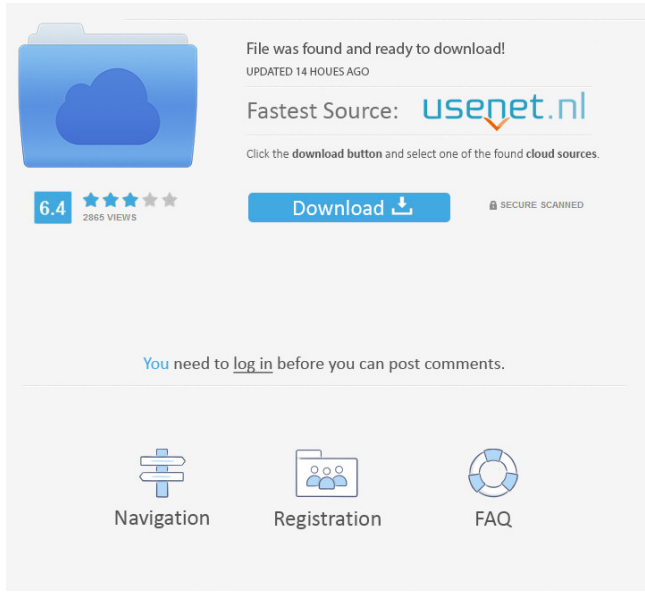 File was found and ready to download!
UPDATED 14 HOUES AGO
Fastest Source: usenet.nl
Click the download button and select one of the found cloud sources.
6.4
2865 VIEWS
Download
SECURE SCANNED
You need to log in before you can post comments.
Navigation
Registration
FAQ